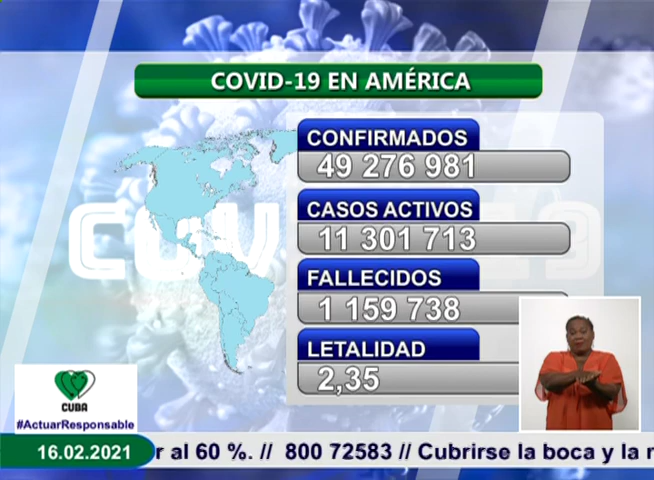 COVID-19 EN AMÉRICA
CONFIRMADOS
49 276 981
CASOS ACTIVOS
11 301 713
FALLECIDOS
1 159 738
LETALIDAD
2,35
CUBA
#ActuarResponsable
16.02.2021
r al 60 %. // 800 72583 // Cubrirse la boca y la